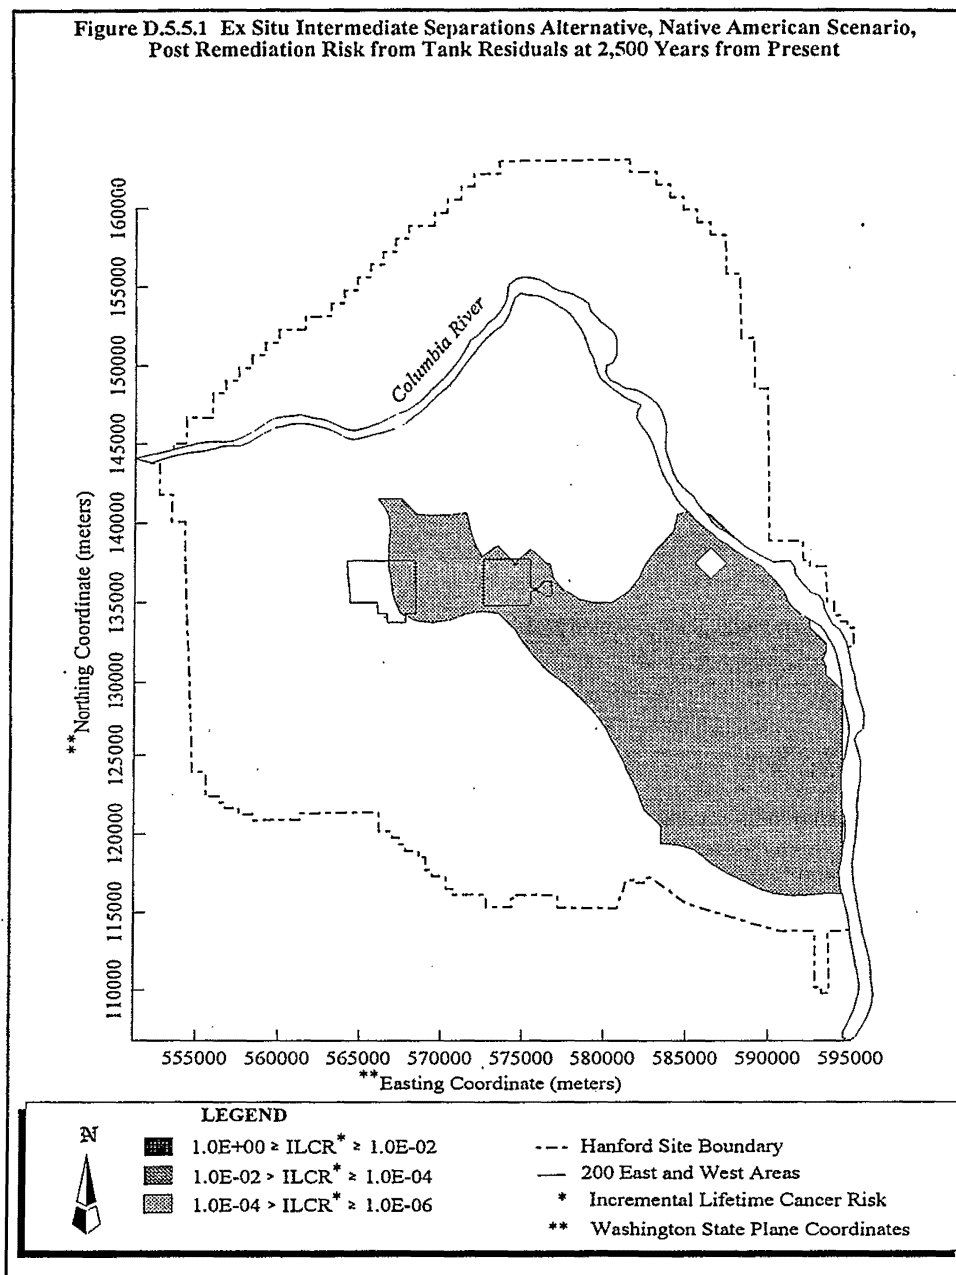 Figure D.5.5.1 Ex Situ Intermediate Separations Alternative, Native American Scenario,
Post Remediation Risk from Tank Residuals at 2,500 Years from Present
160000
155000
150000
145000
140000
135000
130000
125000
120000
115000
110000
**Northing Coordinate (meters)
Columbia River
555000 560000 565000 570000 575000 580000 585000 590000 595000
**Easting Coordinate (meters)
LEGEND
N
1.0E+00 ≥ ILCR* ≥ 1.0E-02
1.0E-02 > ILCR* ≥ 1.0E-04
1.0E-04 > ILCR* ≥ 1.0E-06
Hanford Site Boundary
200 East and West Areas
* Incremental Lifetime Cancer Risk
** Washington State Plane Coordinates